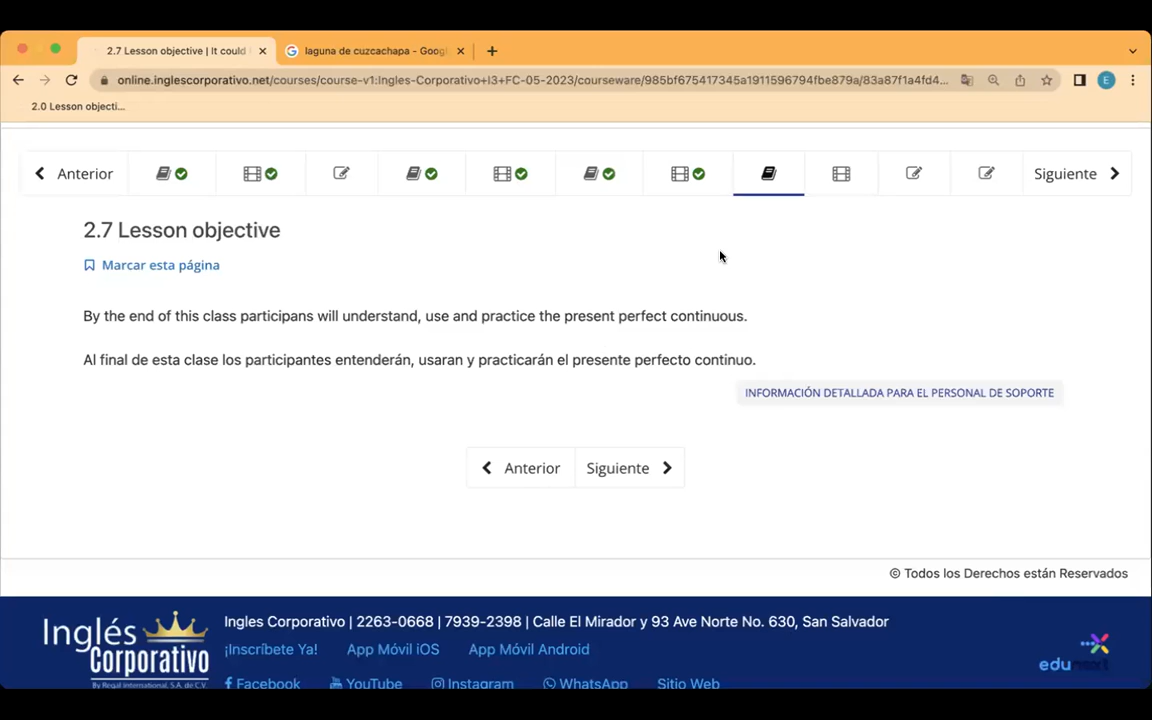 2.7 Lesson objective | It could
laguna de cuzcachapa - Goog
online.inglescorporativo.net/courses/course-v1:Ingles-Corporativo+I3+FC-05-2023/courseware/985bf675417345a1911596794fbe879a/83a87f1a4fd4...
E
2.0 Lesson objecti...
Anterior
Siguiente
2.7 Lesson objective
Marcar esta página
By the end of this class participans will understand, use and practice the present perfect continuous.
Al final de esta clase los participantes entenderán, usaran y practicarán el presente perfecto continuo.
INFORMACIÓN DETALLADA PARA EL PERSONAL DE SOPORTE
Anterior Siguiente
© Todos los Derechos están Reservados
Inglés Corporativo
By Regal International, S.A. de C.V.
Ingles Corporativo | 2263-0668 | 7939-2398 | Calle El Mirador y 93 Ave Norte No. 630, San Salvador
¡Inscríbete Ya! App Móvil iOS App Móvil Android
Facebook YouTube Instagram WhatsApp Sitio Web